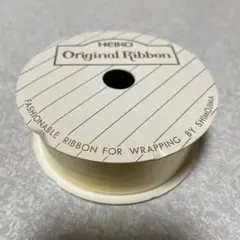 HEIKO
Original Ribbon
FASHIONABLE RIBBON FOR WRAPPING BY SHIMOJIMA